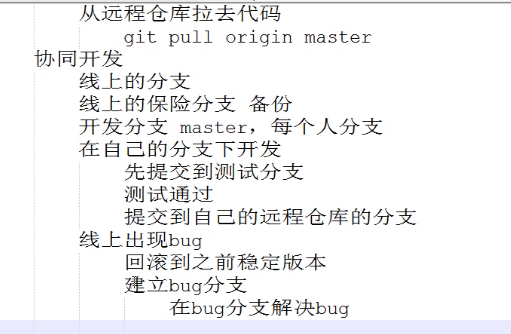 从远程仓库拉去代码
git pull origin master
协同开发
线上的分支
线上的保险分支 备份
开发分支 master，每个人分支
在自己的分支下开发
先提交到测试分支
测试通过
提交到自己的远程仓库的分支
线上出现bug
回滚到之前稳定版本
建立bug分支
在bug分支解决bug